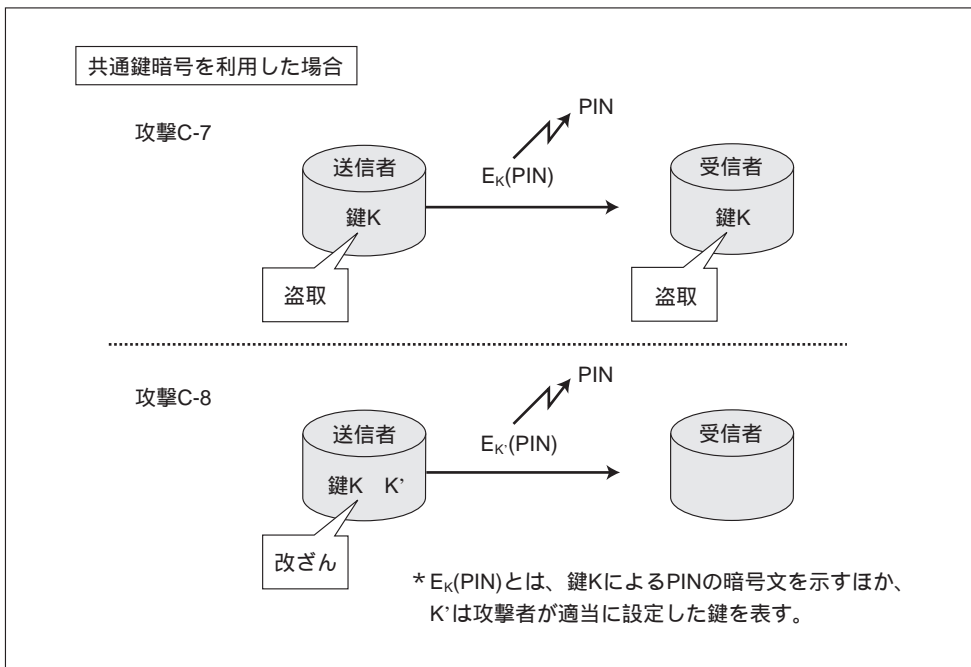 共通鍵暗号を利用した場合
攻撃C-7
PIN
送信者
E_K(PIN)
受信者
鍵K
鍵K
盗取
盗取
攻撃C-8
PIN
送信者
E_K'(PIN)
受信者
鍵K K’
改ざん
＊E_K(PIN)とは、鍵KによるPINの暗号文を示すほか、
K’は攻撃者が適当に設定した鍵を表す。